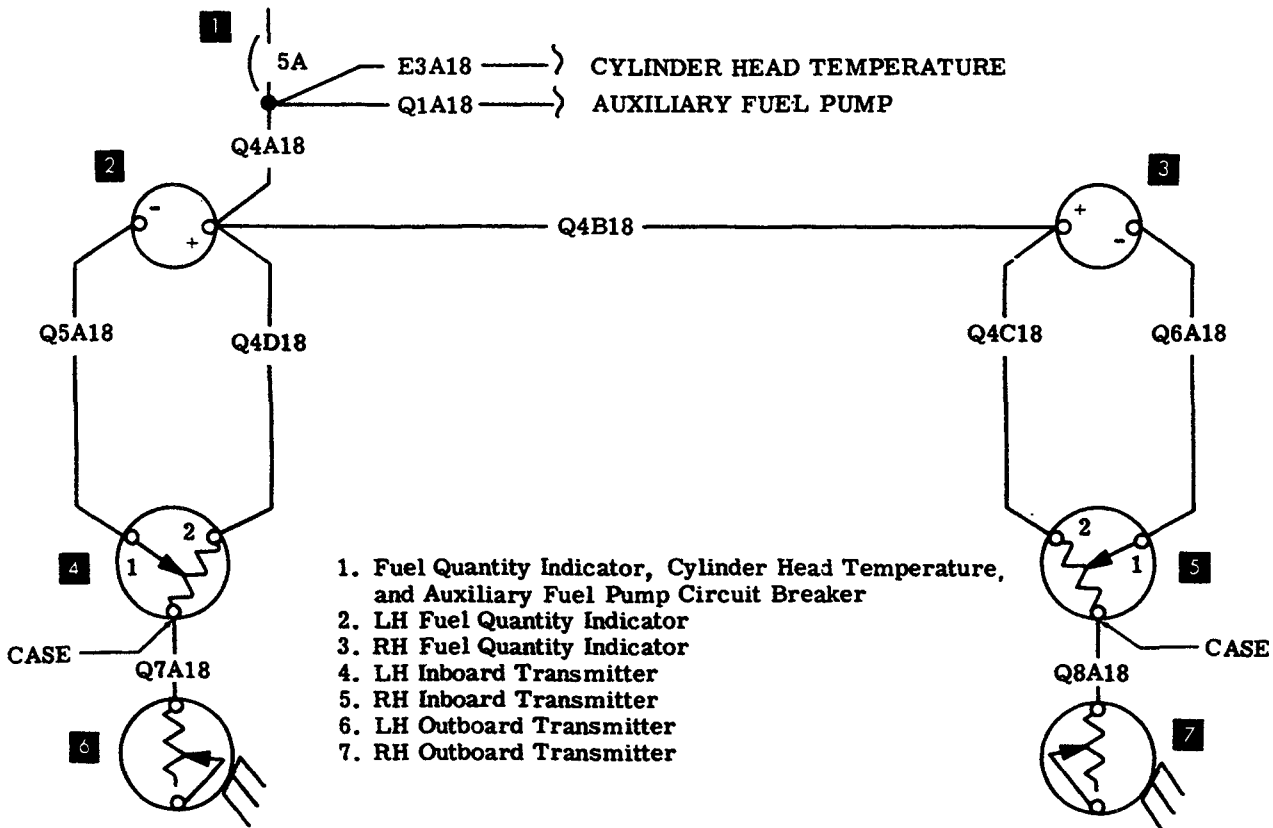 1
5A
E3A18
CYLINDER HEAD TEMPERATURE
Q1A18
AUXILIARY FUEL PUMP
Q4A18
2
3
-
+
Q4B18
+
-
Q5A18
Q4D18
Q4C18
Q6A18
2
1
4
2
1
5
CASE
Q7A18
CASE
Q8A18
6
7
1. Fuel Quantity Indicator, Cylinder Head Temperature,
and Auxiliary Fuel Pump Circuit Breaker
2. LH Fuel Quantity Indicator
3. RH Fuel Quantity Indicator
4. LH Inboard Transmitter
5. RH Inboard Transmitter
6. LH Outboard Transmitter
7. RH Outboard Transmitter